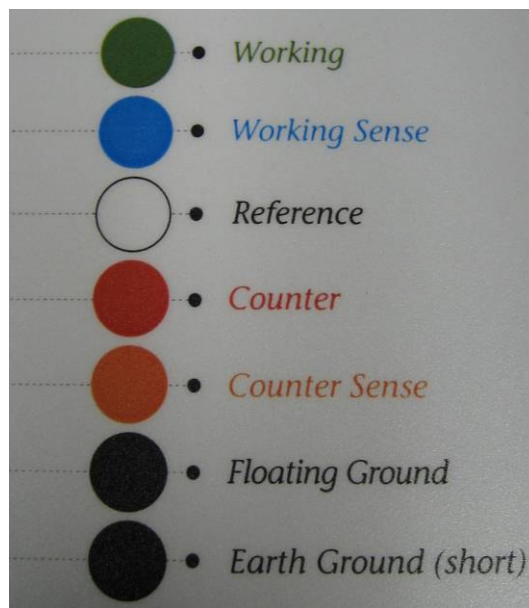 Working
Working Sense
Reference
Counter
Counter Sense
Floating Ground
Earth Ground (short)